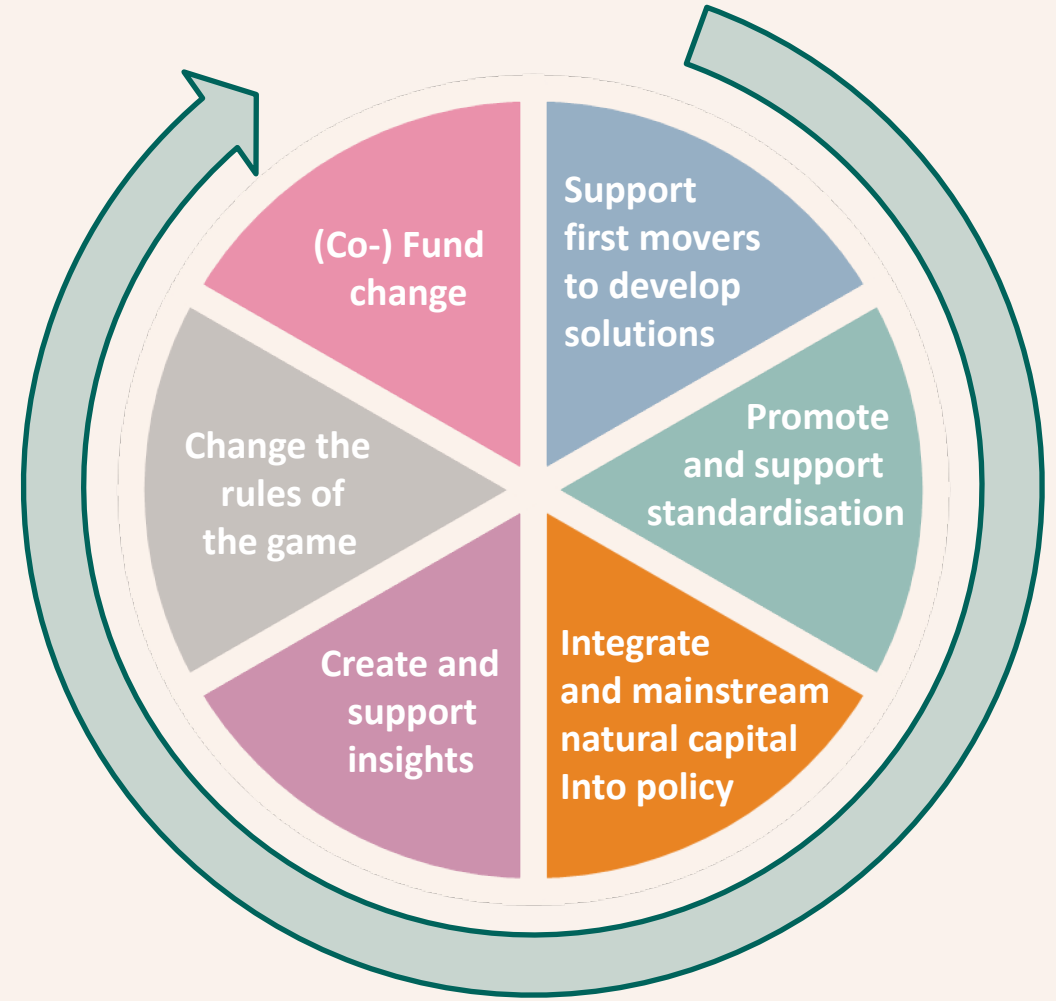 Support
first movers
to develop
solutions
Promote
and support
standardisation
Integrate
and mainstream
natural capital
Into policy
Create and
support
insights
Change the
rules of
the game
(Co-) Fund
change